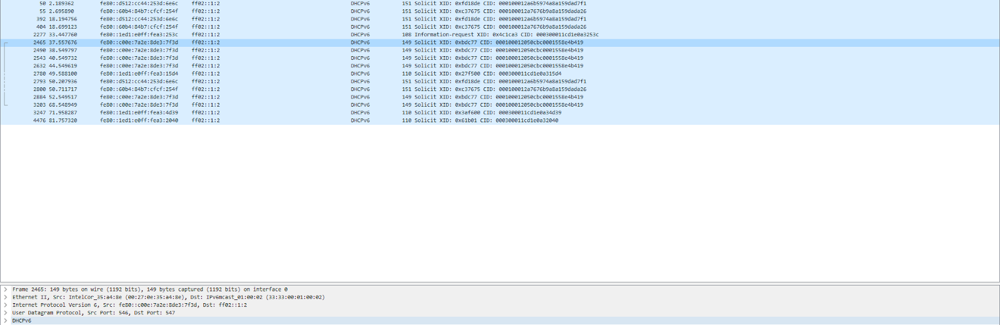 50 2.189362 fe80::d512:cc44:253d:6e6c ff02::1:2 DHCPv6 151 Solicit XID: 0xfd18de CID: 000100012a6b5974a8a159dad7f1
55 2.695890 fe80::60b4:84b7:cfcf:254f ff02::1:2 DHCPv6 151 Solicit XID: 0xc37675 CID: 000100012a7676b9a8a159dada26
392 18.194756 fe80::d512:cc44:253d:6e6c ff02::1:2 DHCPv6 151 Solicit XID: 0xfd18de CID: 000100012a6b5974a8a159dad7f1
404 18.699123 fe80::60b4:84b7:cfcf:254f ff02::1:2 DHCPv6 151 Solicit XID: 0xc37675 CID: 000100012a7676b9a8a159dada26
2277 33.447760 fe80::1ed1:e0ff:fea3:253c ff02::1:2 DHCPv6 108 Information-request XID: 0x4c1ca3 CID: 000300011cd1e0a3253c
2465 37.557676 fe80::c00e:7a2e:8de3:7f3d ff02::1:2 DHCPv6 149 Solicit XID: 0xbdc77 CID: 000100012050cbc0001558e4b419
2490 38.549797 fe80::c00e:7a2e:8de3:7f3d ff02::1:2 DHCPv6 149 Solicit XID: 0xbdc77 CID: 000100012050cbc0001558e4b419
2543 40.549732 fe80::c00e:7a2e:8de3:7f3d ff02::1:2 DHCPv6 149 Solicit XID: 0xbdc77 CID: 000100012050cbc0001558e4b419
2632 44.549619 fe80::c00e:7a2e:8de3:7f3d ff02::1:2 DHCPv6 149 Solicit XID: 0xbdc77 CID: 000100012050cbc0001558e4b419
2780 49.588100 fe80::1ed1:e0ff:fea3:15d4 ff02::1:2 DHCPv6 110 Solicit XID: 0x27f500 CID: 000300011cd1e0a315d4
2793 50.207936 fe80::d512:cc44:253d:6e6c ff02::1:2 DHCPv6 151 Solicit XID: 0xfd18de CID: 000100012a6b5974a8a159dad7f1
2800 50.711717 fe80::60b4:84b7:cfcf:254f ff02::1:2 DHCPv6 151 Solicit XID: 0xc37675 CID: 000100012a7676b9a8a159dada26
2884 52.549517 fe80::c00e:7a2e:8de3:7f3d ff02::1:2 DHCPv6 149 Solicit XID: 0xbdc77 CID: 000100012050cbc0001558e4b419
3203 68.548949 fe80::c00e:7a2e:8de3:7f3d ff02::1:2 DHCPv6 149 Solicit XID: 0xbdc77 CID: 000100012050cbc0001558e4b419
3247 71.958287 fe80::1ed1:e0ff:fea3:4d39 ff02::1:2 DHCPv6 110 Solicit XID: 0x3af600 CID: 000300011cd1e0a34d39
4476 81.757320 fe80::1ed1:e0ff:fea3:2040 ff02::1:2 DHCPv6 110 Solicit XID: 0x61b01 CID: 000300011cd1e0a32040
Frame 2465: 149 bytes on wire (1192 bits), 149 bytes captured (1192 bits) on interface 0
Ethernet II, Src: IntelCor_35:a4:8e (00:27:0e:35:a4:8e), Dst: IPv6mcast_01:00:02 (33:33:00:01:00:02)
Internet Protocol Version 6, Src: fe80::c00e:7a2e:8de3:7f3d, Dst: ff02::1:2
User Datagram Protocol, Src Port: 546, Dst Port: 547
DHCPv6